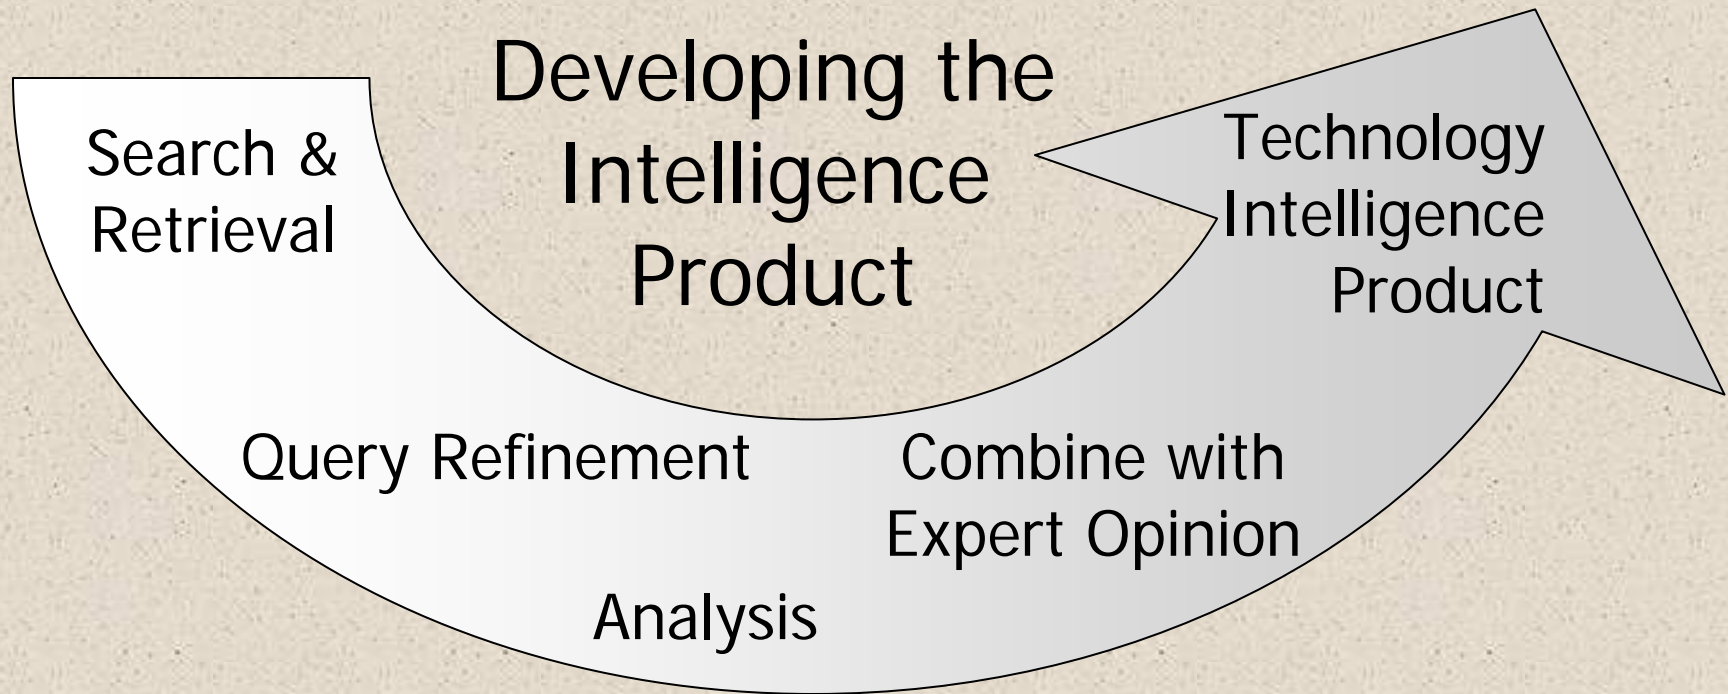 Developing the
Intelligence
Product
Search &
Retrieval
Query Refinement
Analysis
Combine with
Expert Opinion
Technology
Intelligence
Product